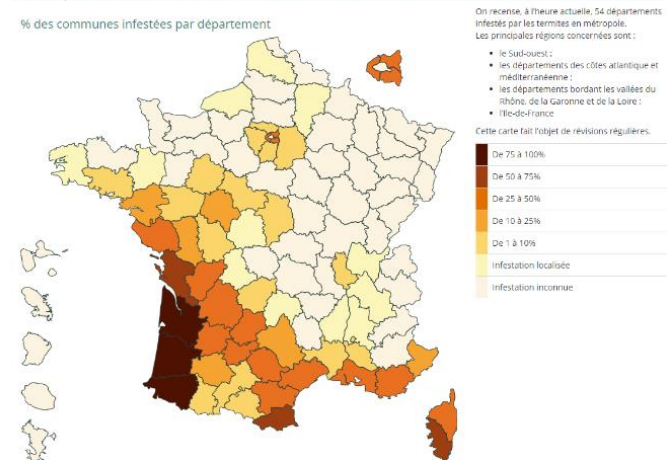 % des communes infestées par département
On recense, à l'heure actuelle, 54 départements
infestés par les termites en métropole.
Les principales régions concernées sont :
• le Sud-ouest ;
• les départements des côtes atlantique et
méditerranéenne ;
• les départements bordant les vallées du
Rhône, de la Garonne et de la Loire ;
• l'Ile-de-France
Cette carte fait l'objet de révisions régulières.
De 75 à 100%
De 50 à 75%
De 25 à 50%
De 10 à 25%
De 1 à 10%
Infestation localisée
Infestation inconnue